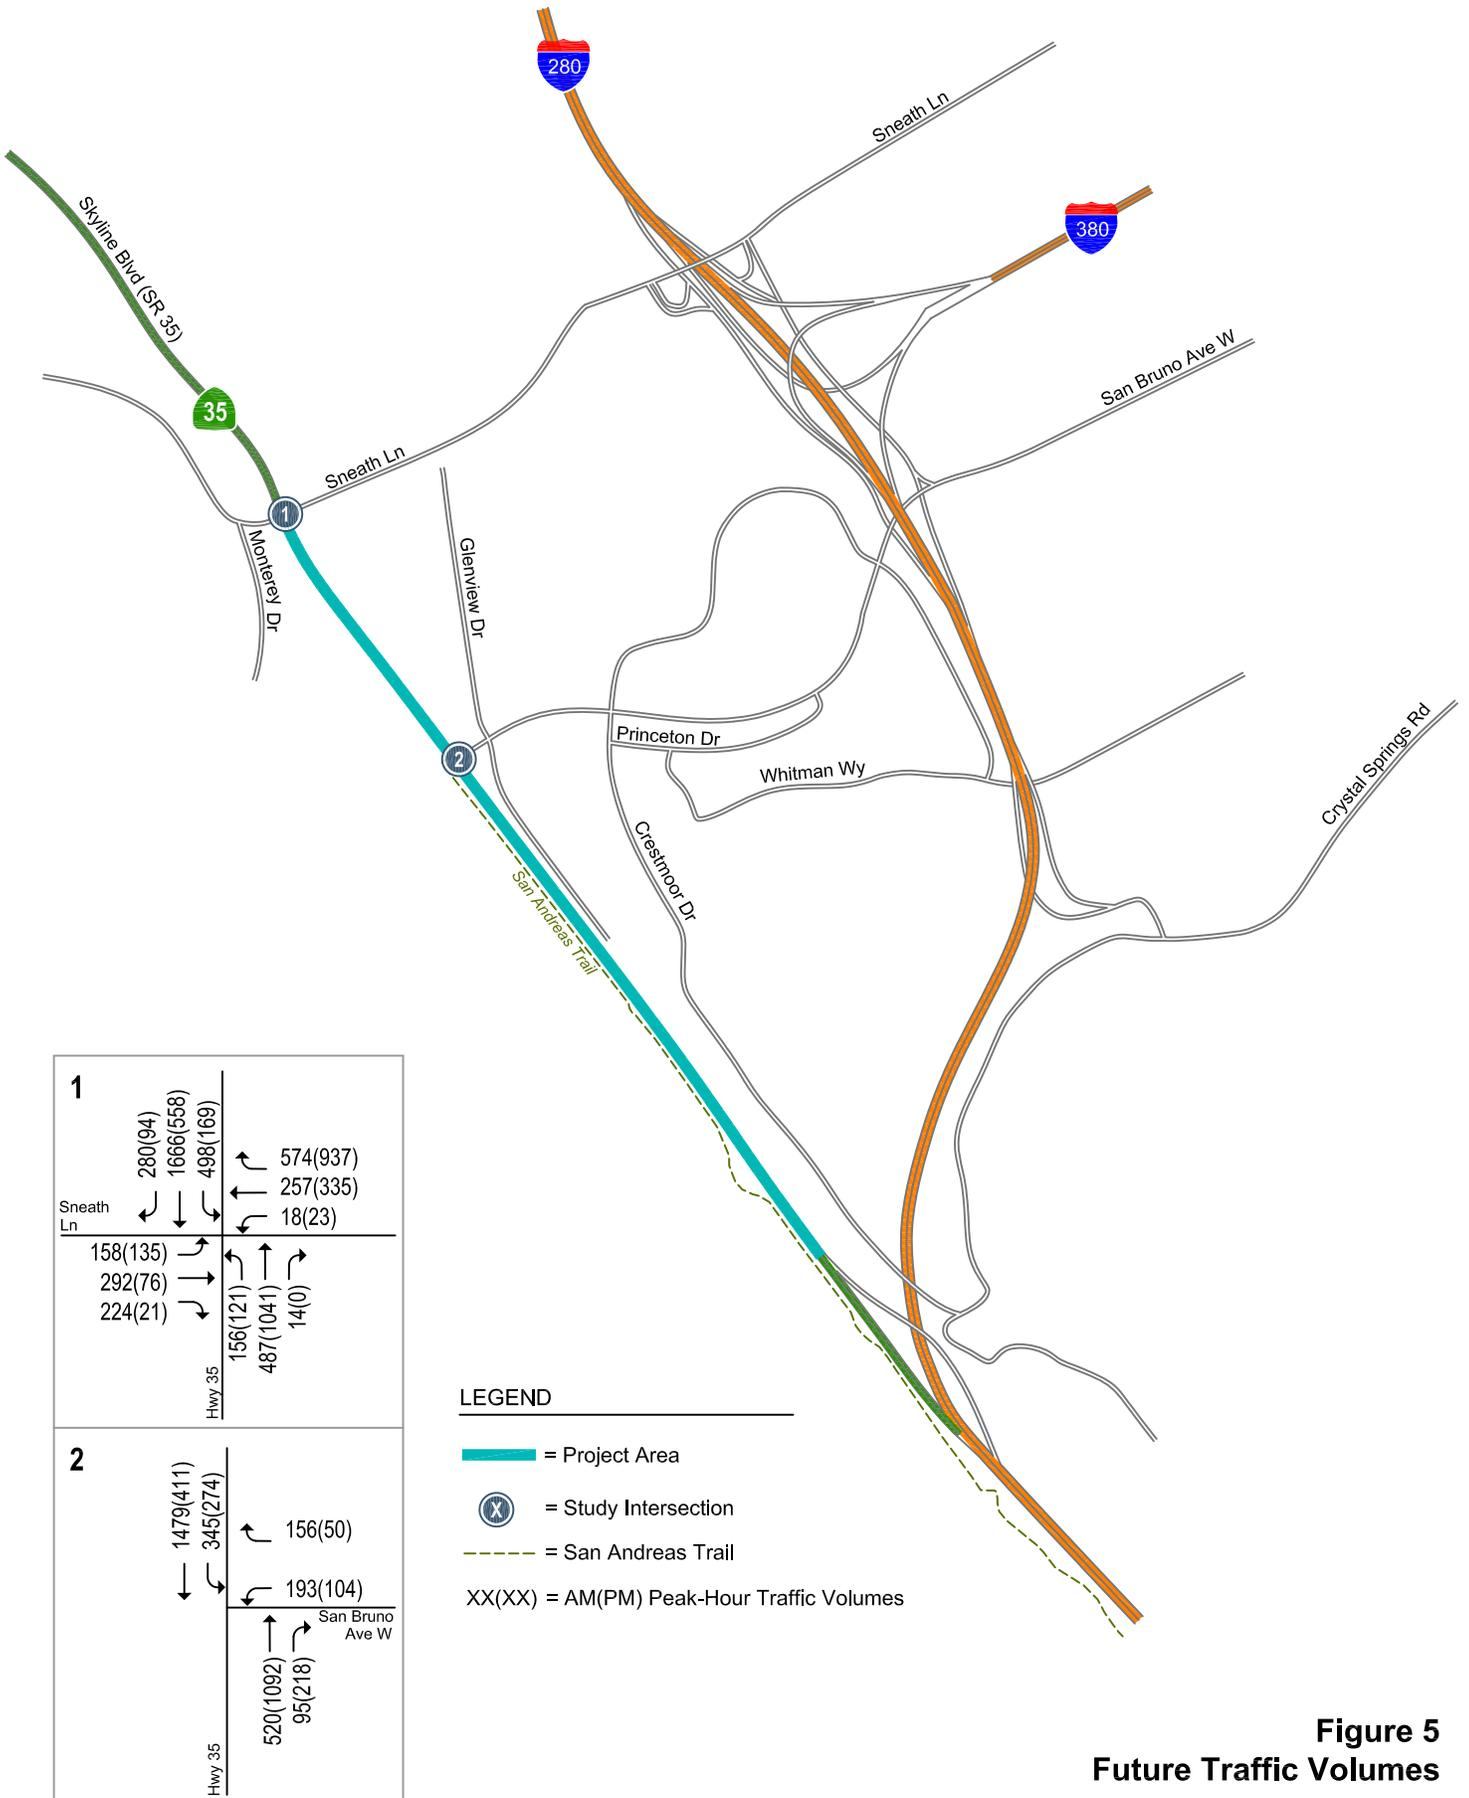 280
Sneath Ln
380
Skyline Blvd (SR 35)
San Bruno Ave W
35
Sneath Ln
1
Monterey Dr
Glenview Dr
Princeton Dr
2
Whitman Wy
Crystal Springs Rd
Crestmoor Dr
San Andreas Trail
1
280(94)
1666(558)
498(169)
574(937)
257(335)
18(23)
Sneath
Ln
158(135)
292(76)
224(21)
156(121)
487(1041)
14(0)
Hwy 35
2
1479(411)
345(274)
156(50)
193(104)
San Bruno
Ave W
520(1092)
95(218)
Hwy 35
LEGEND
= Project Area
X = Study Intersection
= San Andreas Trail
XX(XX) = AM(PM) Peak-Hour Traffic Volumes
Figure 5
Future Traffic Volumes